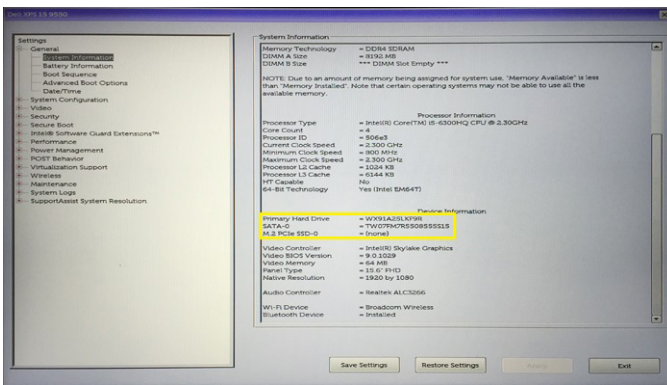 Dell XPS 15 9550
Settings
General
System Information
Battery Information
Boot Sequence
Advanced Boot Options
Date/Time
System Configuration
Video
Security
Secure Boot
Intel® Software Guard Extensions™
Performance
Power Management
POST Behavior
Virtualization Support
Wireless
Maintenance
System Logs
SupportAssist System Resolution
System Information
Memory Technology = DDR4 SDRAM
DIMM A Size = 8192 MB
DIMM B Size *** DIMM Slot Empty ***
NOTE: Due to an amount of memory being assigned for system use, "Memory Available" is less
than "Memory Installed". Note that certain operating systems may not be able to use all the
available memory.
Processor Information
Processor Type = Intel(R) Core(TM) i5-6300HQ CPU @ 2.30GHz
Core Count = 4
Processor ID = 506e3
Current Clock Speed = 2.300 GHz
Minimum Clock Speed = 800 MHz
Maximum Clock Speed = 2.300 GHz
Processor L2 Cache = 1024 KB
Processor L3 Cache = 6144 KB
HT Capable No
64-Bit Technology Yes (Intel EM64T)
Device Information
Primary Hard Drive = WX91A25LKF9R
SATA-0 = TW07FM7R5508555515
M.2 PCIe SSD-0 = (none)
Video Controller = Intel(R) Skylake Graphics
Video BIOS Version = 9.0.1029
Video Memory = 64 MB
Panel Type = 15.6" FHD
Native Resolution = 1920 by 1080
Audio Controller = Realtek ALC3266
Wi-Fi Device = Broadcom Wireless
Bluetooth Device = Installed
Save Settings
Restore Settings
Apply
Exit